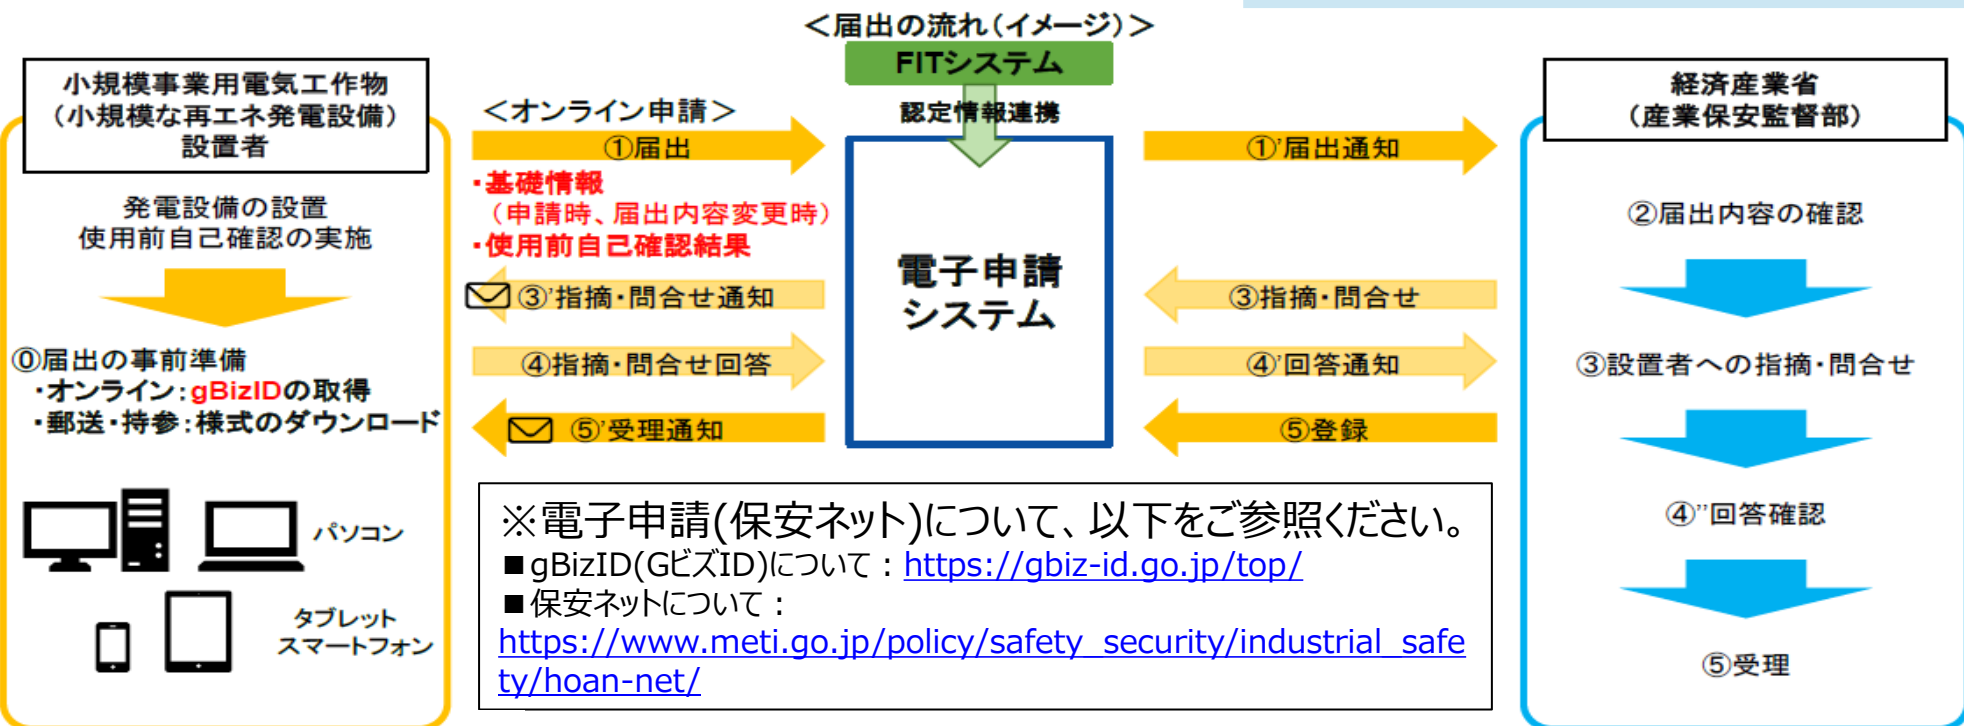 ＜届出の流れ（イメージ）＞
FITシステム
認定情報連携
小規模事業用電気工作物
（小規模な再エネ発電設備）
設置者
発電設備の設置
使用前自己確認の実施
⓪届出の事前準備
・オンライン：gBizIDの取得
・郵送・持参：様式のダウンロード
パソコン
タブレット
スマートフォン
＜オンライン申請＞
①届出
・基礎情報
（申請時、届出内容変更時）
・使用前自己確認結果
③’指摘・問合せ通知
④指摘・問合せ回答
⑤’受理通知
電子申請
システム
①’届出通知
③指摘・問合せ
④’回答通知
⑤登録
経済産業省
（産業保安監督部）
②届出内容の確認
③設置者への指摘・問合せ
④’’回答確認
⑤受理
※電子申請(保安ネット)について、以下をご参照ください。
■gBizID(GビズID)について：https://gbiz-id.go.jp/top/
■保安ネットについて：
https://www.meti.go.jp/policy/safety_security/industrial_safe
ty/hoan-net/